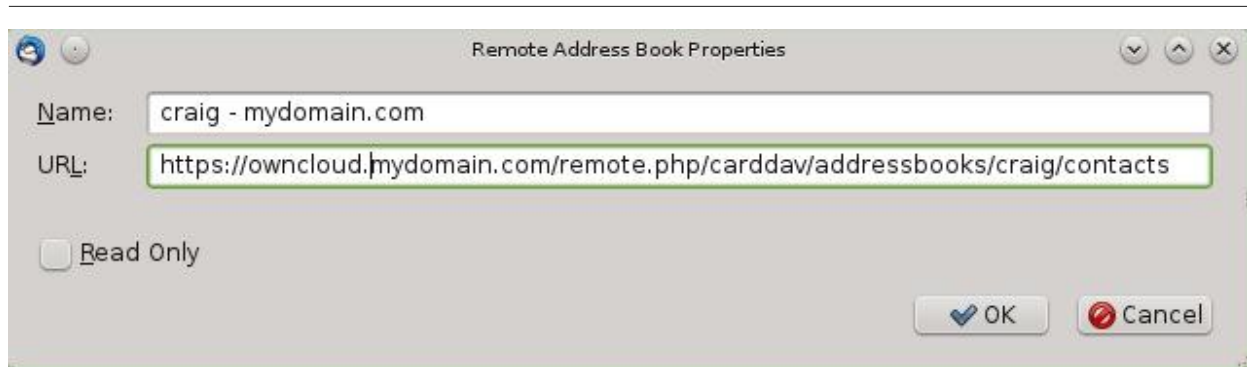 Remote Address Book Properties
Name: craig - mydomain.com
URL: https://owncloud.mydomain.com/remote.php/carddav/addressbooks/craig/contacts
Read Only
OK Cancel